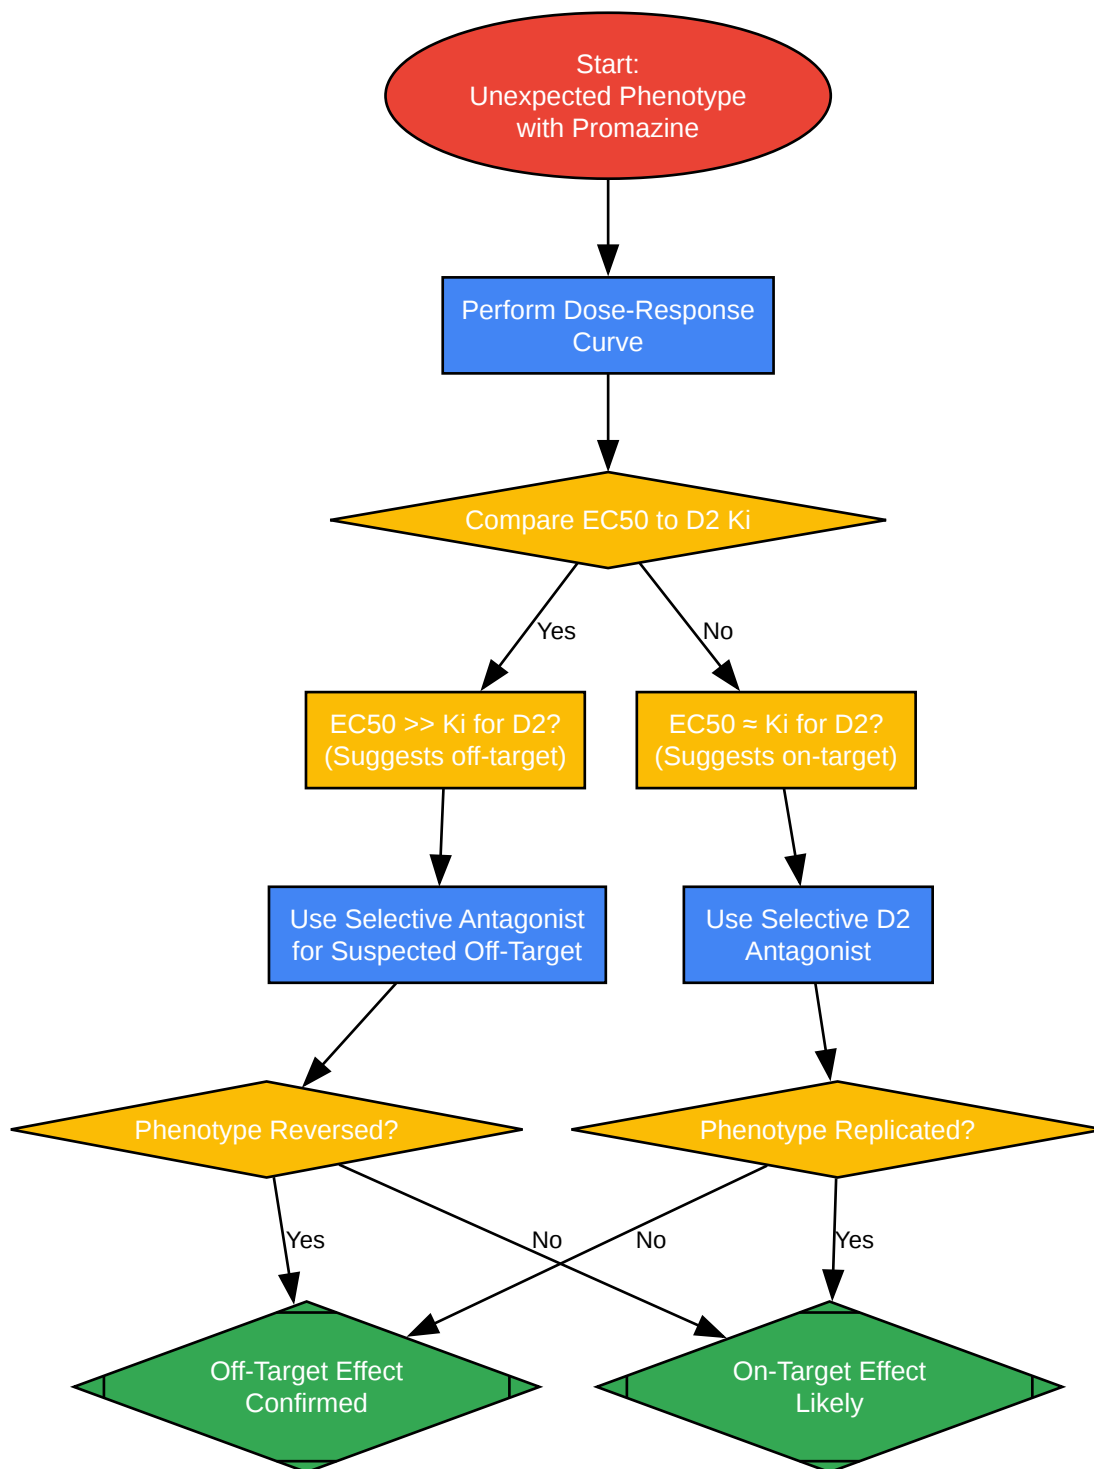 Start:
Unexpected Phenotype
with Promazine
Perform Dose-Response
Curve
Compare EC50 to D2 Ki
Yes
No
EC50 >> Ki for D2?
(Suggests off-target)
EC50 ≈ Ki for D2?
(Suggests on-target)
Use Selective Antagonist
for Suspected Off-Target
Use Selective D2
Antagonist
Phenotype Reversed?
Phenotype Replicated?
Yes
No
No
Yes
Off-Target Effect
Confirmed
On-Target Effect
Likely